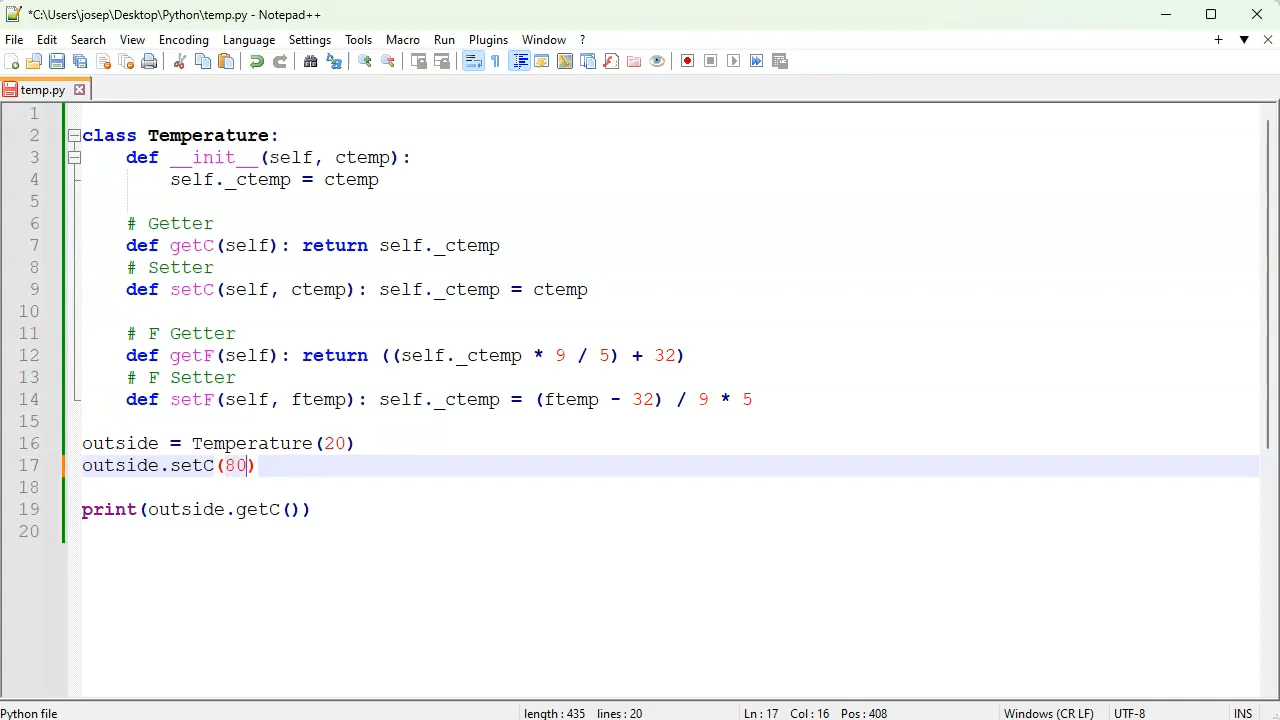 *C:\Users\josep\Desktop\Python\temp.py - Notepad++
File Edit Search View Encoding Language Settings Tools Macro Run Plugins Window ?
temp.py
1
2 class Temperature:
3 def __init__(self, ctemp):
4 self._ctemp = ctemp
5
6 # Getter
7 def getC(self): return self._ctemp
8 # Setter
9 def setC(self, ctemp): self._ctemp = ctemp
10
11 # F Getter
12 def getF(self): return ((self._ctemp * 9 / 5) + 32)
13 # F Setter
14 def setF(self, ftemp): self._ctemp = (ftemp - 32) / 9 * 5
15
16 outside = Temperature(20)
17 outside.setC(80)
18
19 print(outside.getC())
20
Python file length : 435 lines : 20 Ln : 17 Col : 16 Pos : 408 Windows (CR LF) UTF-8 INS